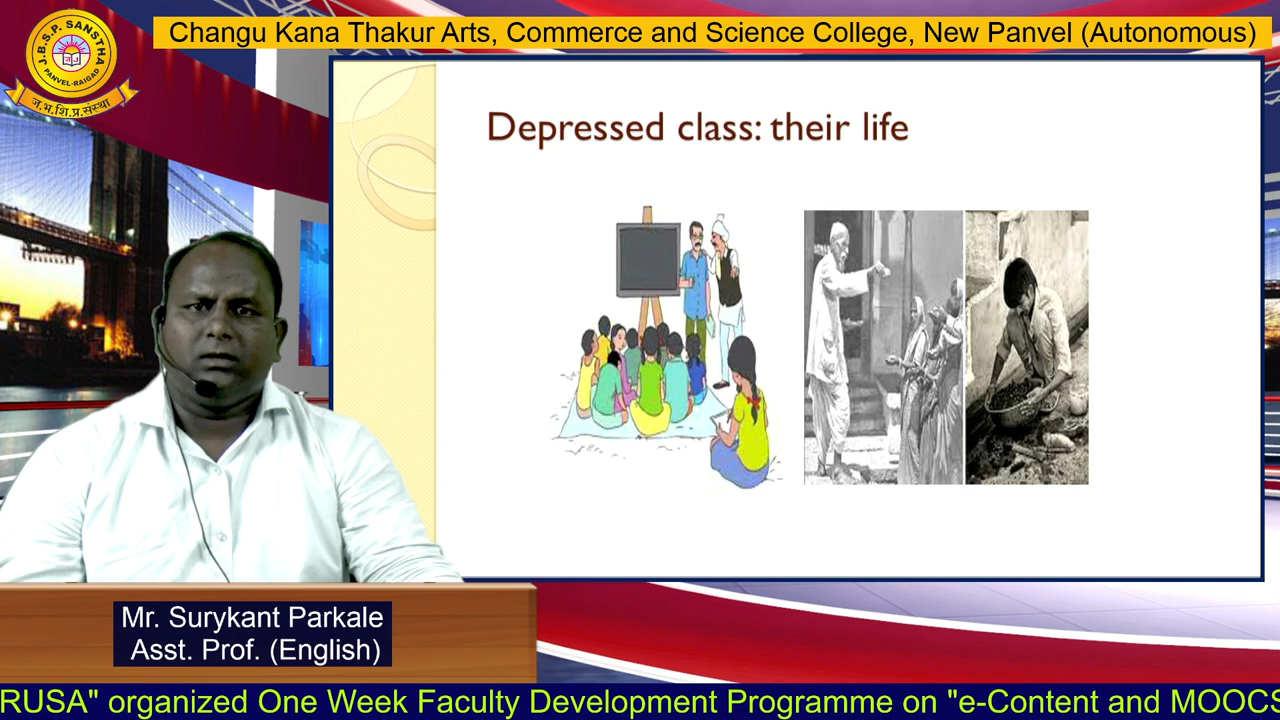 Changu Kana Thakur Arts, Commerce and Science College, New Panvel (Autonomous)
J.B.S.P. SANSTHA
PANVEL-RAIGAD
ज.भ.शि.प्र.संस्था
Depressed class: their life
Mr. Surykant Parkale
Asst. Prof. (English)
RUSA" organized One Week Faculty Development Programme on "e-Content and MOOCS